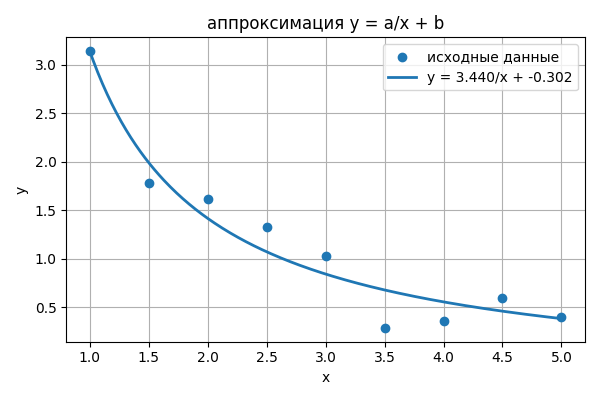 аппроксимация y = a/x + b
исходные данные
y = 3.440/x + -0.302
3.0
2.5
2.0
1.5
1.0
0.5
y
1.0 1.5 2.0 2.5 3.0 3.5 4.0 4.5 5.0
x